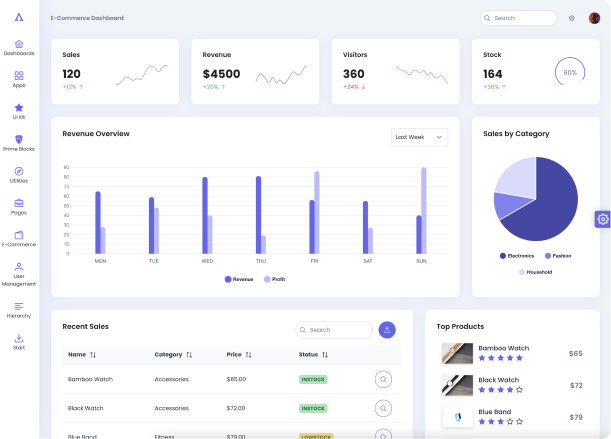 E-Commerce Dashboard
Search
Dashboards
Apps
UI Kit
Prime Blocks
Utilities
Pages
E-Commerce
User
Management
Hierarchy
Start
Sales
120
+12% ↑
Revenue
$4500
+20% ↑
Visitors
360
+24% ↓
Stock
164
+30% ↑
90%
Revenue Overview
Last Week
90
80
70
60
50
40
30
20
10
0
MON TUE WED THU FRI SAT SUN
Revenue Profit
Sales by Category
Electronics Fashion
Household
Recent Sales
Search
Name Category Price Status
Bamboo Watch Accessories $65.00 INSTOCK
Black Watch Accessories $72.00 INSTOCK
Blue Band Fitness $79.00 LOWSTOCK
Top Products
Bamboo Watch
$65
Black Watch
$72
Blue Band
$79